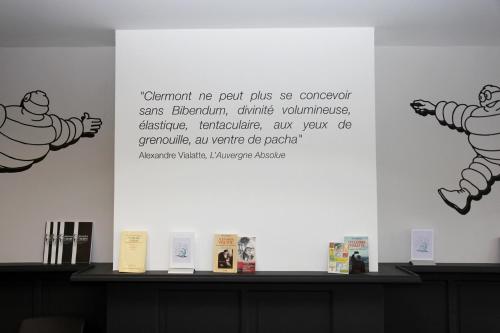 "Clermont ne peut plus se concevoir
sans Bibendum, divinité volumineuse,
élastique, tentaculaire, aux yeux de
grenouille, au ventre de pacha"
Alexandre Vialatte, L'Auvergne Absolue